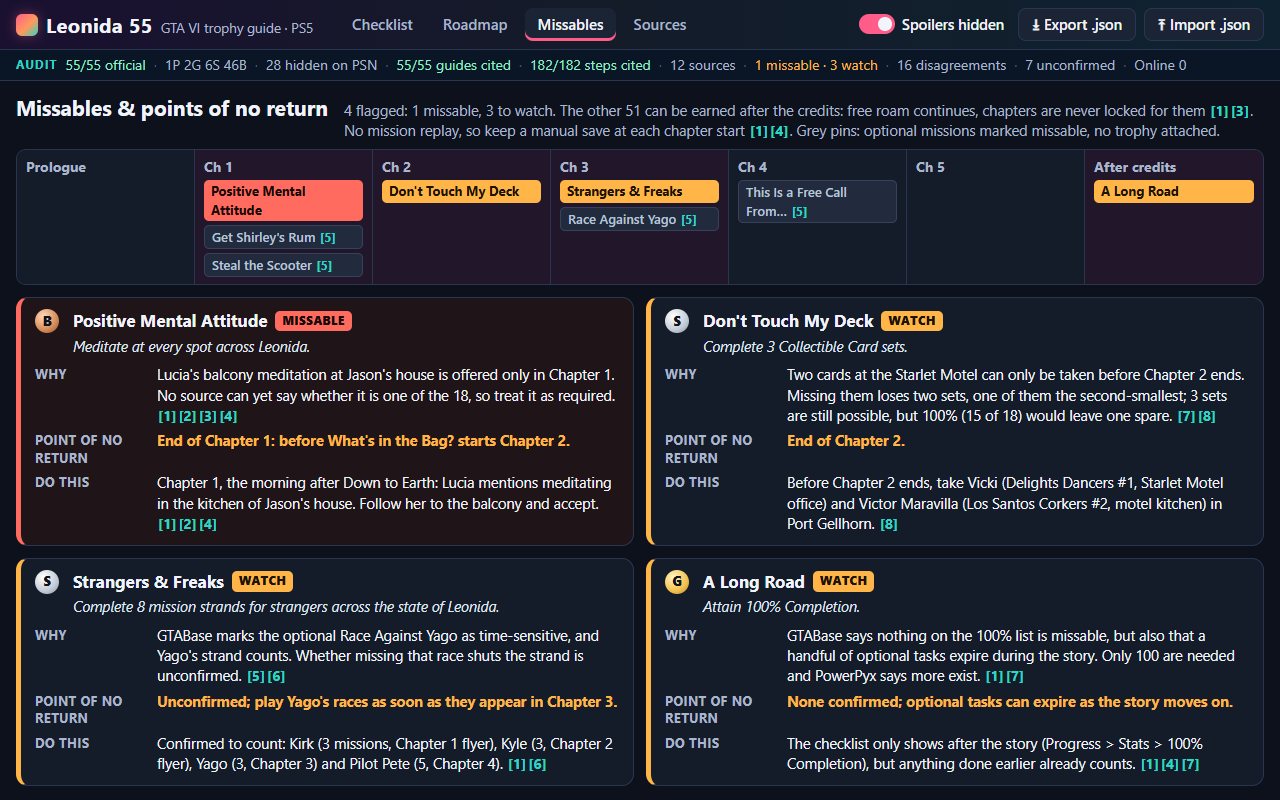 Leonida 55 GTA VI trophy guide · PS5 Checklist Roadmap Missables Sources Spoilers hidden Export .json Import .json
AUDIT 55/55 official · 1P 2G 6S 46B · 28 hidden on PSN · 55/55 guides cited · 182/182 steps cited · 12 sources · 1 missable · 3 watch · 16 disagreements · 7 unconfirmed · Online 0
Missables & points of no return
4 flagged: 1 missable, 3 to watch. The other 51 can be earned after the credits: free roam continues, chapters are never locked for them [1][3].
No mission replay, so keep a manual save at each chapter start [1][4]. Grey pins: optional missions marked missable, no trophy attached.
Prologue
Ch 1
Positive Mental
Attitude
Get Shirley's Rum [5]
Steal the Scooter [5]
Ch 2
Don't Touch My Deck
Ch 3
Strangers & Freaks
Race Against Yago [5]
Ch 4
This Is a Free Call
From... [5]
Ch 5
After credits
A Long Road
B Positive Mental Attitude MISSABLE
Meditate at every spot across Leonida.
WHY
Lucia's balcony meditation at Jason's house is offered only in Chapter 1.
No source can yet say whether it is one of the 18, so treat it as required.
[1][2][3][4]
POINT OF NO
RETURN
End of Chapter 1: before What's in the Bag? starts Chapter 2.
DO THIS
Chapter 1, the morning after Down to Earth: Lucia mentions meditating
in the kitchen of Jason's house. Follow her to the balcony and accept.
[1][2][4]
S Don't Touch My Deck WATCH
Complete 3 Collectible Card sets.
WHY
Two cards at the Starlet Motel can only be taken before Chapter 2 ends.
Missing them loses two sets, one of them the second-smallest; 3 sets
are still possible, but 100% (15 of 18) would leave one spare. [7][8]
POINT OF NO
RETURN
End of Chapter 2.
DO THIS
Before Chapter 2 ends, take Vicki (Delights Dancers #1, Starlet Motel
office) and Victor Maravilla (Los Santos Corkers #2, motel kitchen) in
Port Gellhorn. [8]
S Strangers & Freaks WATCH
Complete 8 mission strands for strangers across the state of Leonida.
WHY
GTABase marks the optional Race Against Yago as time-sensitive, and
Yago's strand counts. Whether missing that race shuts the strand is
unconfirmed. [5][6]
POINT OF NO
RETURN
Unconfirmed; play Yago's races as soon as they appear in Chapter 3.
DO THIS
Confirmed to count: Kirk (3 missions, Chapter 1 flyer), Kyle (3, Chapter 2
flyer), Yago (3, Chapter 3) and Pilot Pete (5, Chapter 4). [1][6]
G A Long Road WATCH
Attain 100% Completion.
WHY
GTABase says nothing on the 100% list is missable, but also that a
handful of optional tasks expire during the story. Only 100 are needed
and PowerPyx says more exist. [1][7]
POINT OF NO
RETURN
None confirmed; optional tasks can expire as the story moves on.
DO THIS
The checklist only shows after the story (Progress > Stats > 100%
Completion), but anything done earlier already counts. [1][4][7]